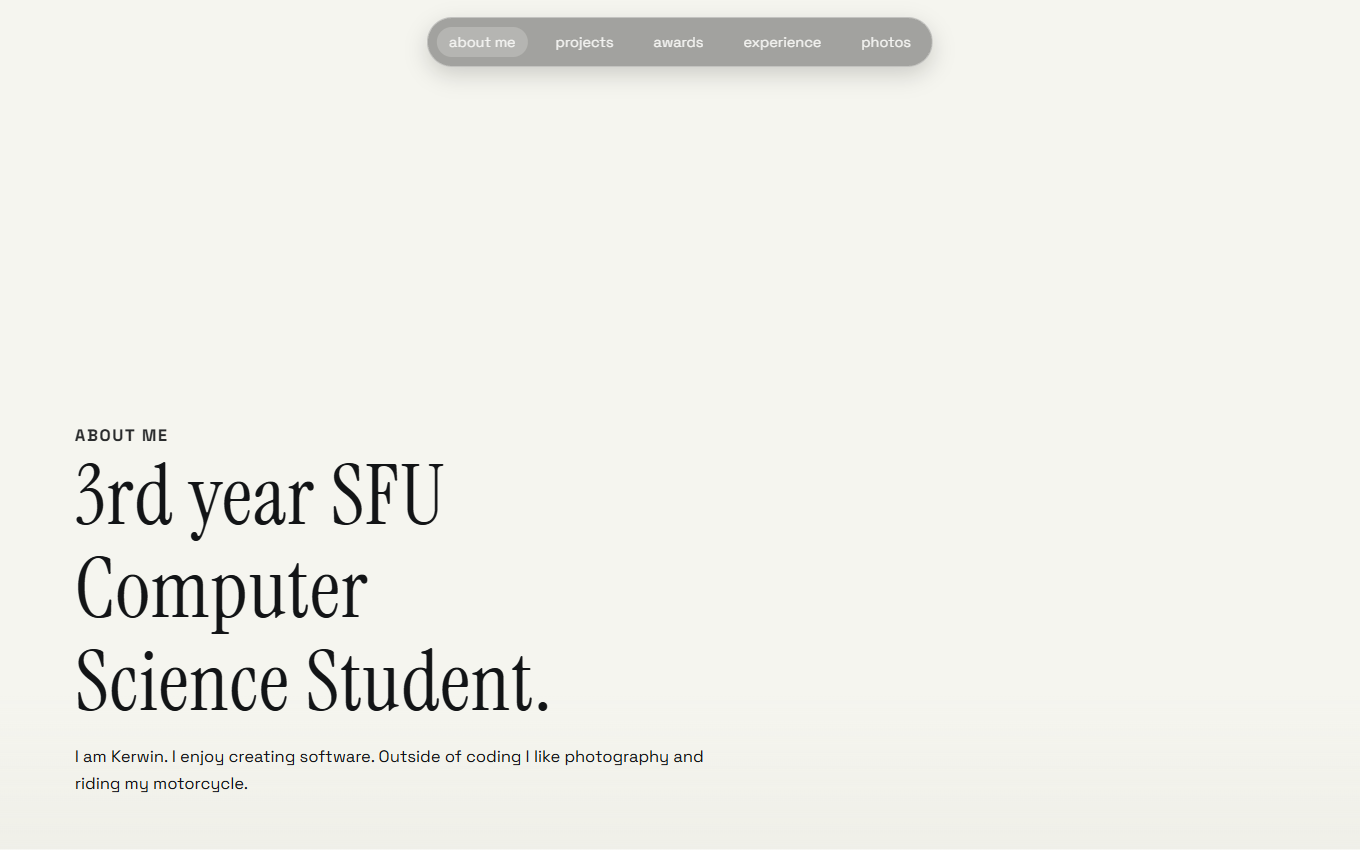 about me projects awards experience photos
ABOUT ME
3rd year SFU
Computer
Science Student.
I am Kerwin. I enjoy creating software. Outside of coding I like photography and
riding my motorcycle.